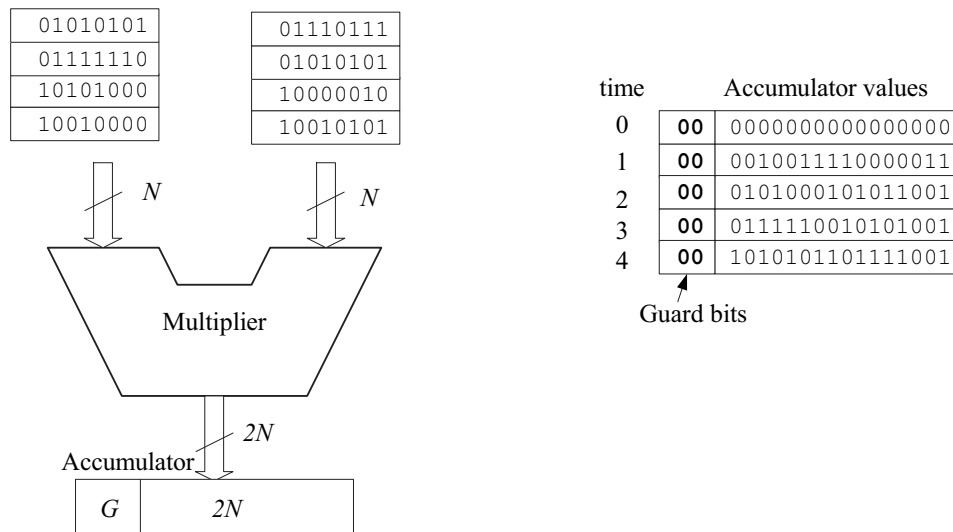 01010101
01111110
10101000
10010000
01110111
01010101
10000010
10010101
N
N
Multiplier
2N
Accumulator
G 2N
time Accumulator values
0 00 0000000000000000
1 00 0010011110000011
2 00 0101000101011001
3 00 0111110010101001
4 00 1010101101111001
Guard bits